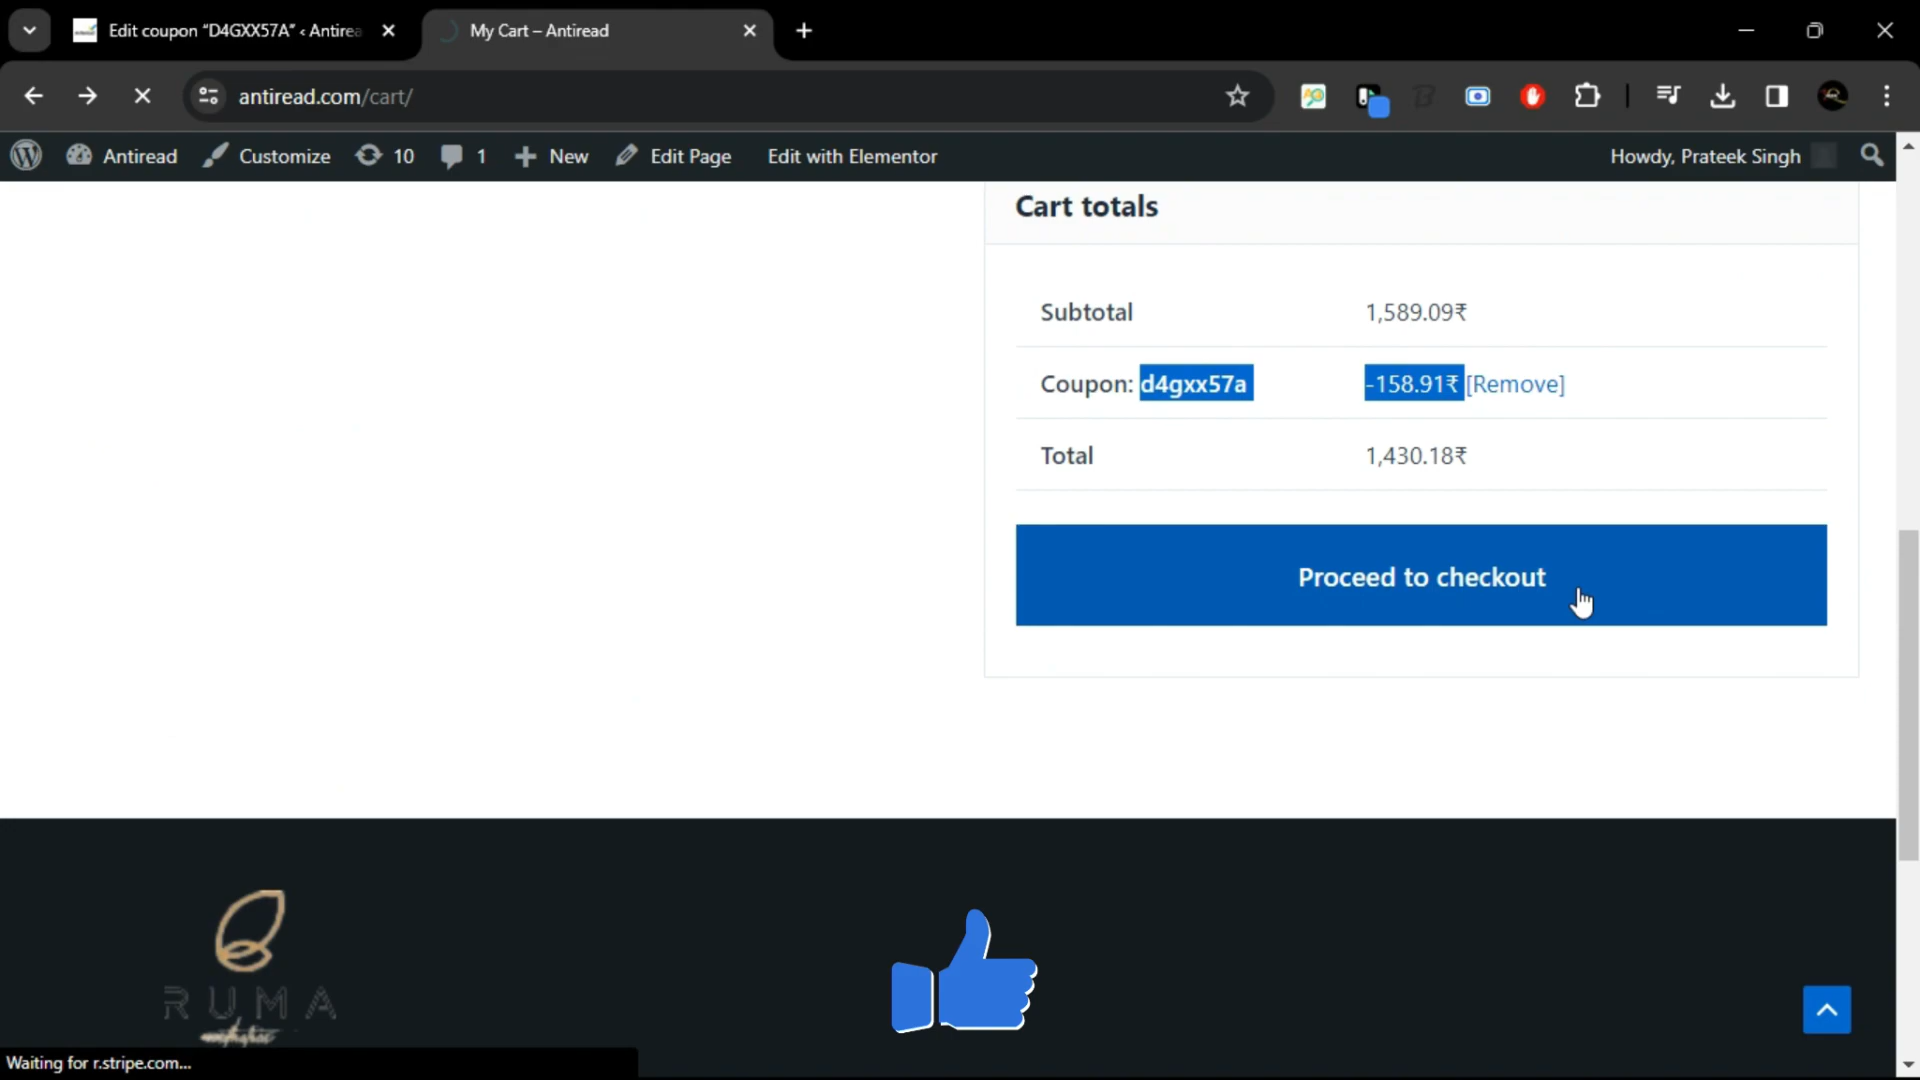 Edit coupon “D4GXX57A” ‹ Antirea
My Cart – Antiread
antiread.com/cart/
Antiread
Customize
10
1
New
Edit Page
Edit with Elementor
Howdy, Prateek Singh
Cart totals
Subtotal 1,589.09₹
Coupon: d4gxx57a -158.91₹ [Remove]
Total 1,430.18₹
Proceed to checkout
RUMA
Waiting for r.stripe.com...